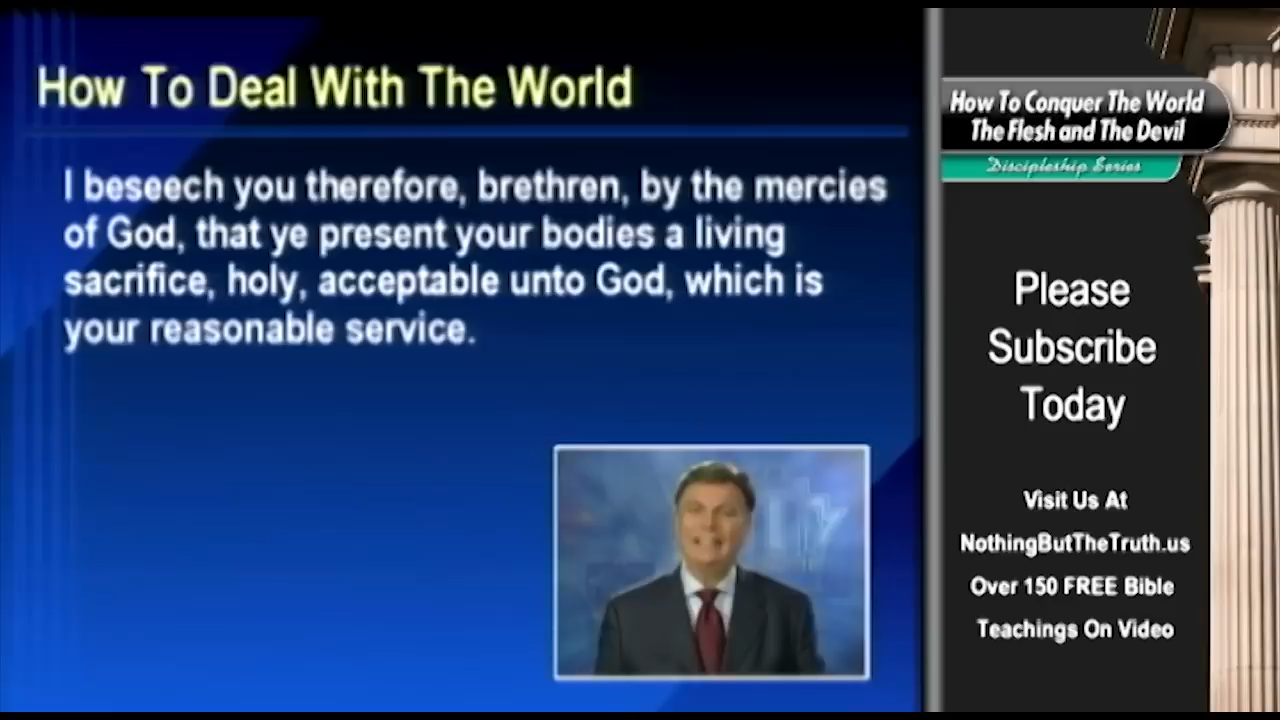 How To Deal With The World
I beseech you therefore, brethren, by the mercies
of God, that ye present your bodies a living
sacrifice, holy, acceptable unto God, which is
your reasonable service.
How To Conquer The World
The Flesh and The Devil
Discipleship Series
Please
Subscribe
Today
Visit Us At
NothingButTheTruth.us
Over 150 FREE Bible
Teachings On Video